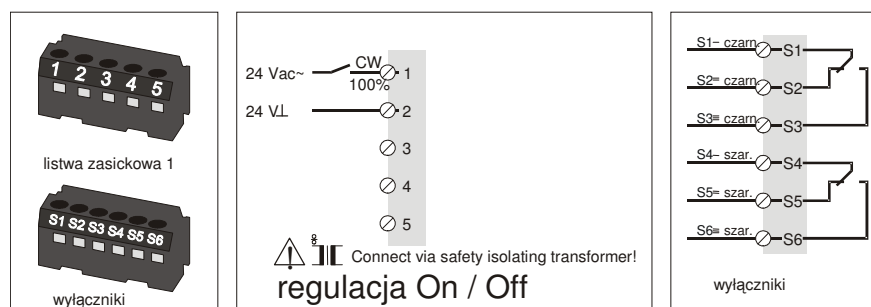 1 2 3 4 5
listwa zasickowa 1
S1 S2 S3 S4 S5 S6
wyłączniki
24 Vac~ CW 1
100%
24 V⊥ 2
3
4
5
Connect via safety isolating transformer!
regulacja On / Off
S1– czarn. S1
S2= czarn. S2
S3≡ czarn. S3
S4– szar. S4
S5= szar. S5
S6≡ szar. S6
wyłączniki